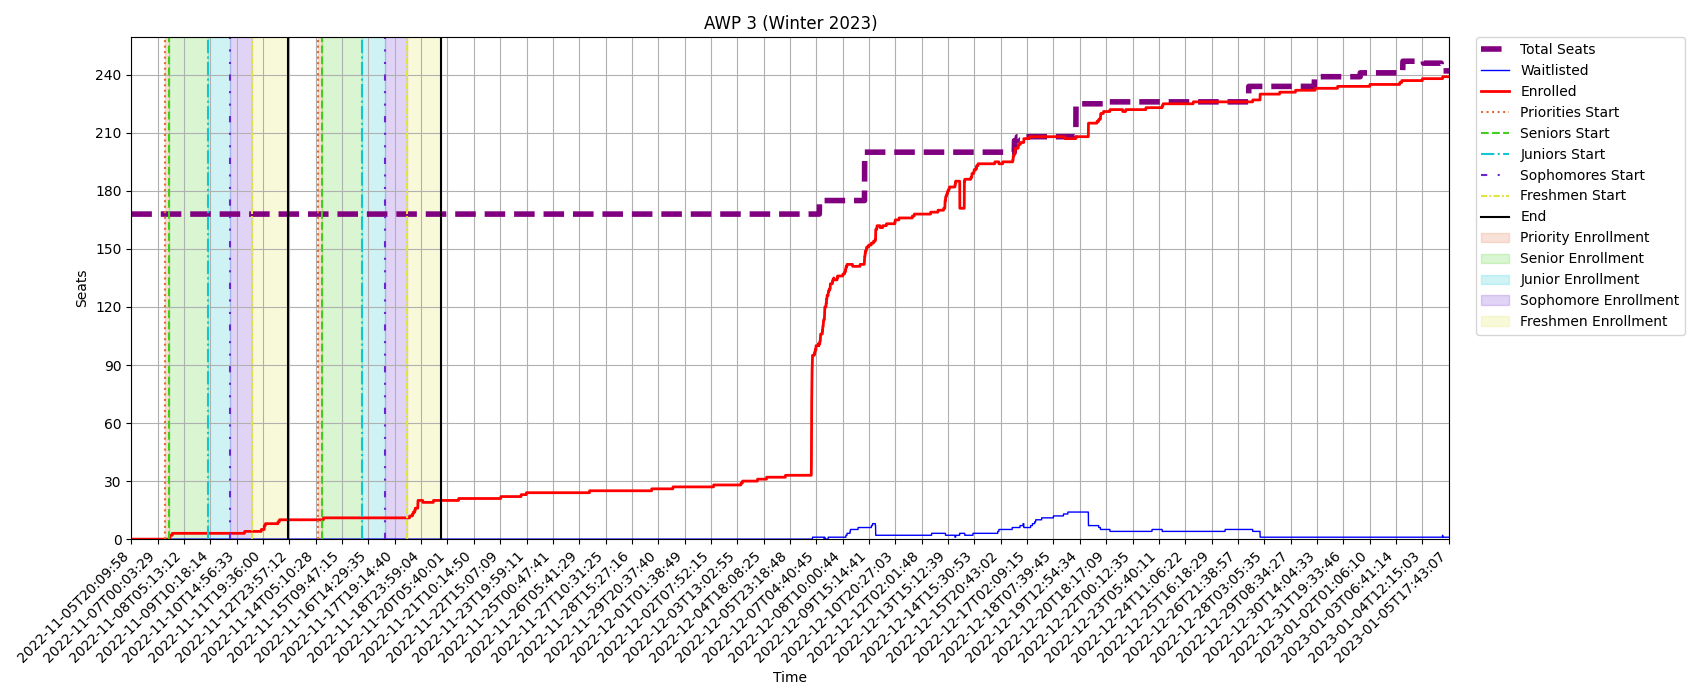 AWP 3 (Winter 2023)
Seats
240
210
180
150
120
90
60
30
0
2022-11-05T20:09:58
2022-11-07T00:03:29
2022-11-08T05:13:12
2022-11-09T10:18:14
2022-11-10T14:56:33
2022-11-11T19:36:00
2022-11-12T23:57:12
2022-11-14T05:10:28
2022-11-15T09:47:15
2022-11-16T14:29:35
2022-11-17T19:14:40
2022-11-18T23:59:04
2022-11-20T05:40:01
2022-11-21T10:14:50
2022-11-22T15:07:09
2022-11-23T19:59:11
2022-11-25T00:47:41
2022-11-26T05:41:29
2022-11-27T10:31:25
2022-11-28T15:27:16
2022-11-29T20:37:40
2022-12-01T01:38:49
2022-12-02T07:52:15
2022-12-03T13:02:55
2022-12-04T18:08:25
2022-12-05T23:18:48
2022-12-07T04:40:45
2022-12-08T10:00:44
2022-12-09T15:14:41
2022-12-10T20:27:03
2022-12-12T02:01:48
2022-12-13T15:12:39
2022-12-14T15:30:53
2022-12-15T20:43:02
2022-12-17T02:09:15
2022-12-18T07:39:45
2022-12-19T12:54:34
2022-12-20T18:17:09
2022-12-22T00:12:35
2022-12-23T05:40:11
2022-12-24T11:06:22
2022-12-25T16:18:29
2022-12-26T21:38:57
2022-12-28T03:05:35
2022-12-29T08:34:27
2022-12-30T14:04:33
2022-12-31T19:33:46
2023-01-02T01:06:10
2023-01-03T06:41:14
2023-01-04T12:15:03
2023-01-05T17:43:07
Time
Total Seats
Waitlisted
Enrolled
Priorities Start
Seniors Start
Juniors Start
Sophomores Start
Freshmen Start
End
Priority Enrollment
Senior Enrollment
Junior Enrollment
Sophomore Enrollment
Freshmen Enrollment